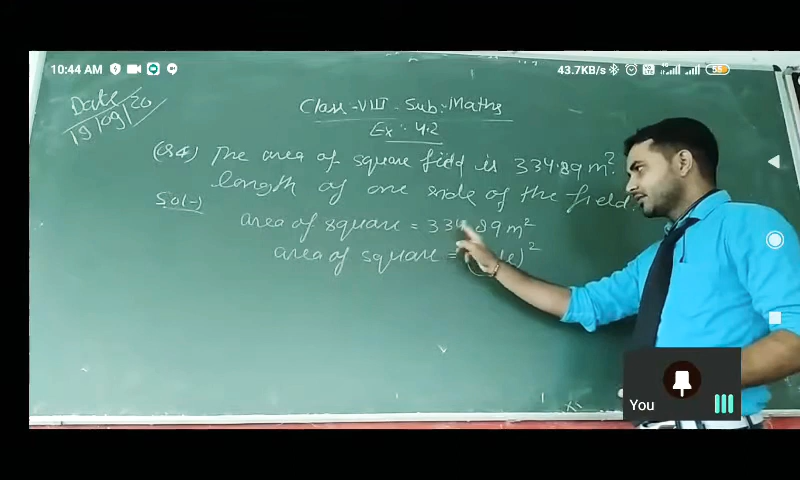 10:44 AM
43.7KB/s
55
Date
19/09/20
Class-VIII Sub:-Maths
Ex:-4.2
(Q4) The area of square field is 334.89 m².
length of one side of the field.
Sol-)
area of square = 334.89 m²
area of square =
)²
You